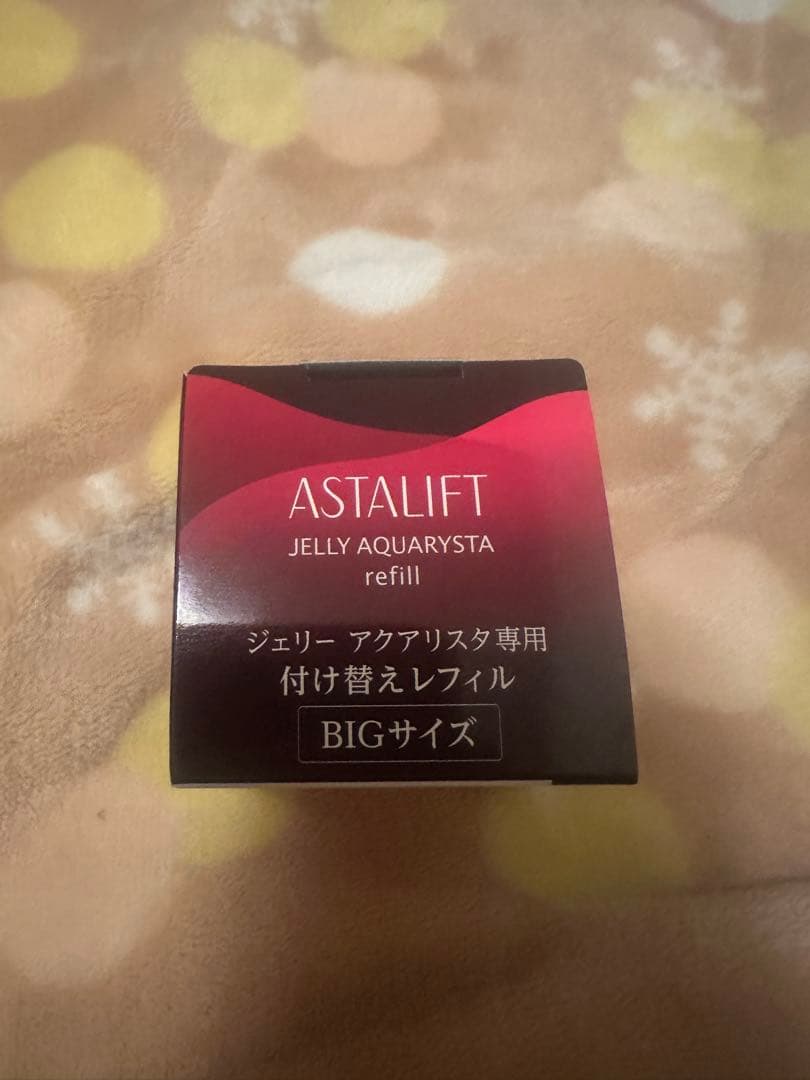 ASTALIFT
JELLY AQUARYSTA
refill
ジェリー アクアリスタ専用
付け替えレフィル
BIGサイズ